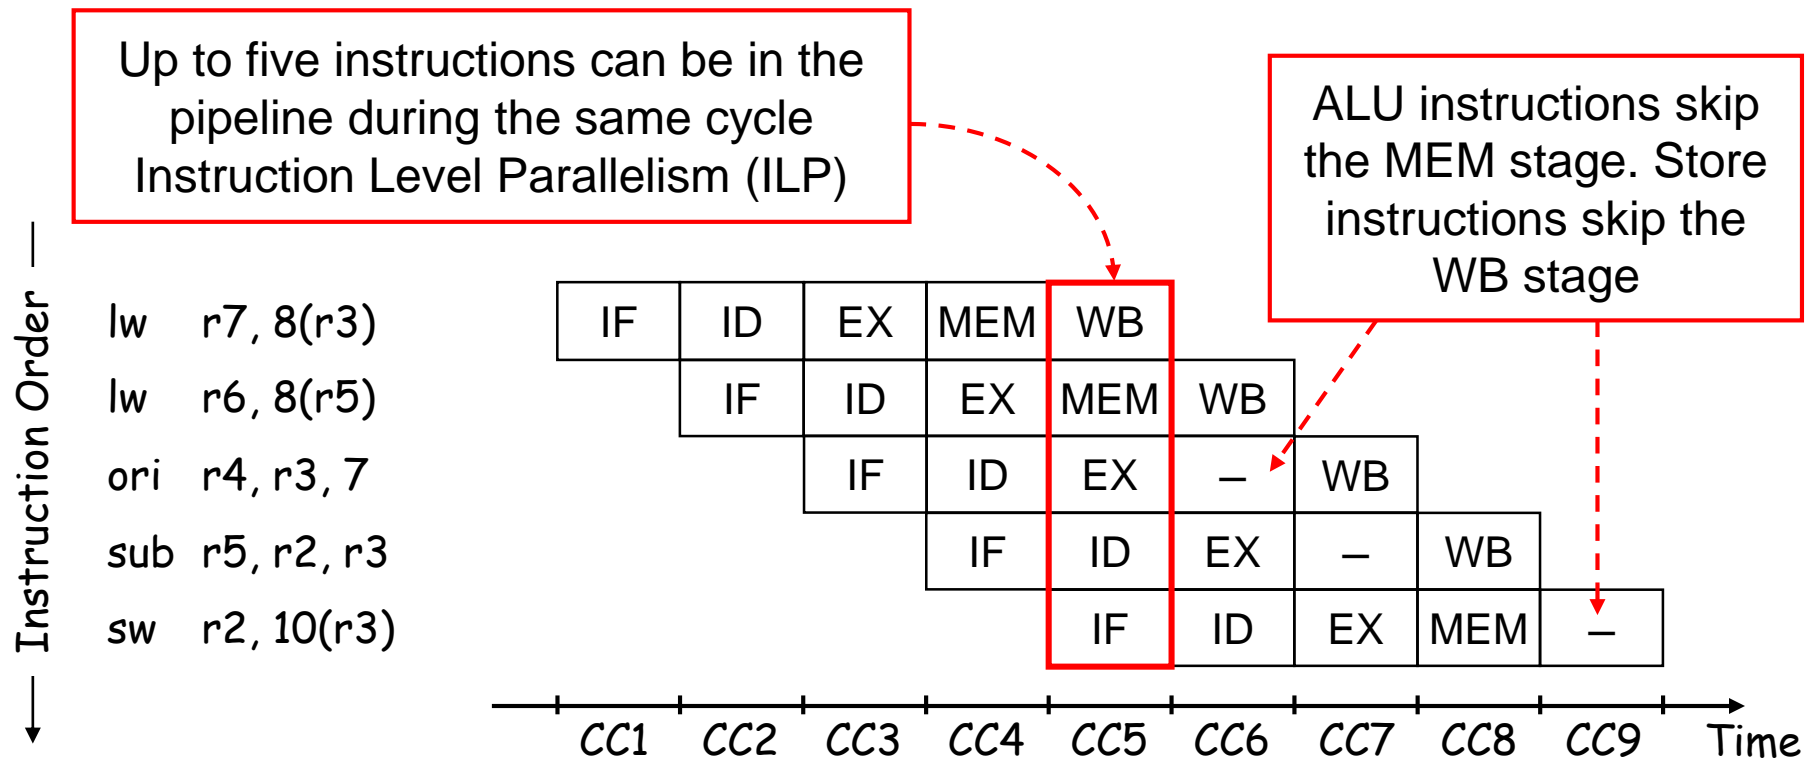 Up to five instructions can be in the
pipeline during the same cycle
Instruction Level Parallelism (ILP)
ALU instructions skip
the MEM stage. Store
instructions skip the
WB stage
Instruction Order
lw r7, 8(r3) IF ID EX MEM WB
lw r6, 8(r5) IF ID EX MEM WB
ori r4, r3, 7 IF ID EX – WB
sub r5, r2, r3 IF ID EX – WB
sw r2, 10(r3) IF ID EX MEM –
CC1 CC2 CC3 CC4 CC5 CC6 CC7 CC8 CC9 Time